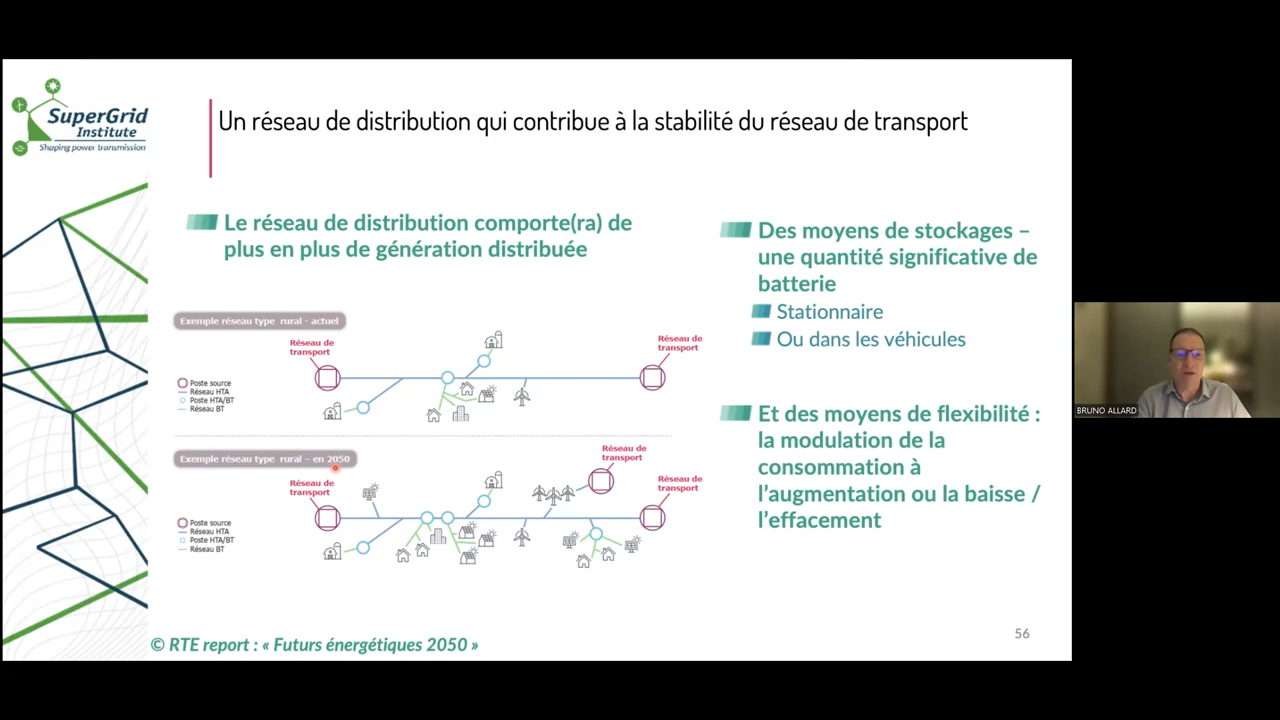 SuperGrid
Institute
Shaping power transmission
Un réseau de distribution qui contribue à la stabilité du réseau de transport
Le réseau de distribution comporte(ra) de
plus en plus de génération distribuée
Exemple réseau type rural - actuel
Réseau de
transport
Réseau de
transport
Poste source
Réseau HTA
Poste HTA/BT
Réseau BT
Exemple réseau type rural – en 2050
Réseau de
transport
Réseau de
transport
Réseau de
transport
Poste source
Réseau HTA
Poste HTA/BT
Réseau BT
Des moyens de stockages –
une quantité significative de
batterie
Stationnaire
Ou dans les véhicules
Et des moyens de flexibilité :
la modulation de la
consommation à
l'augmentation ou la baisse /
l'effacement
© RTE report : « Futurs énergétiques 2050 »
56
BRUNO ALLARD